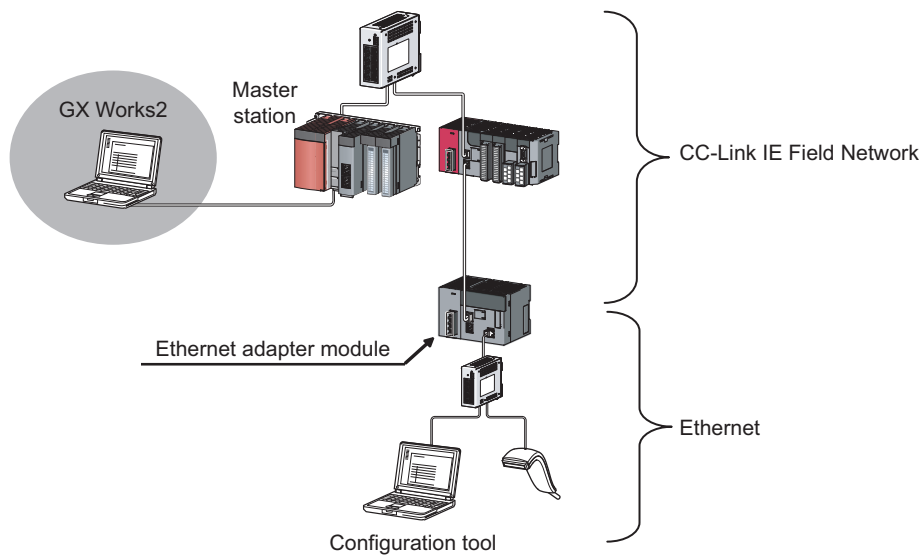 Master
station
GX Works2
CC-Link IE Field Network
Ethernet adapter module
Ethernet
Configuration tool